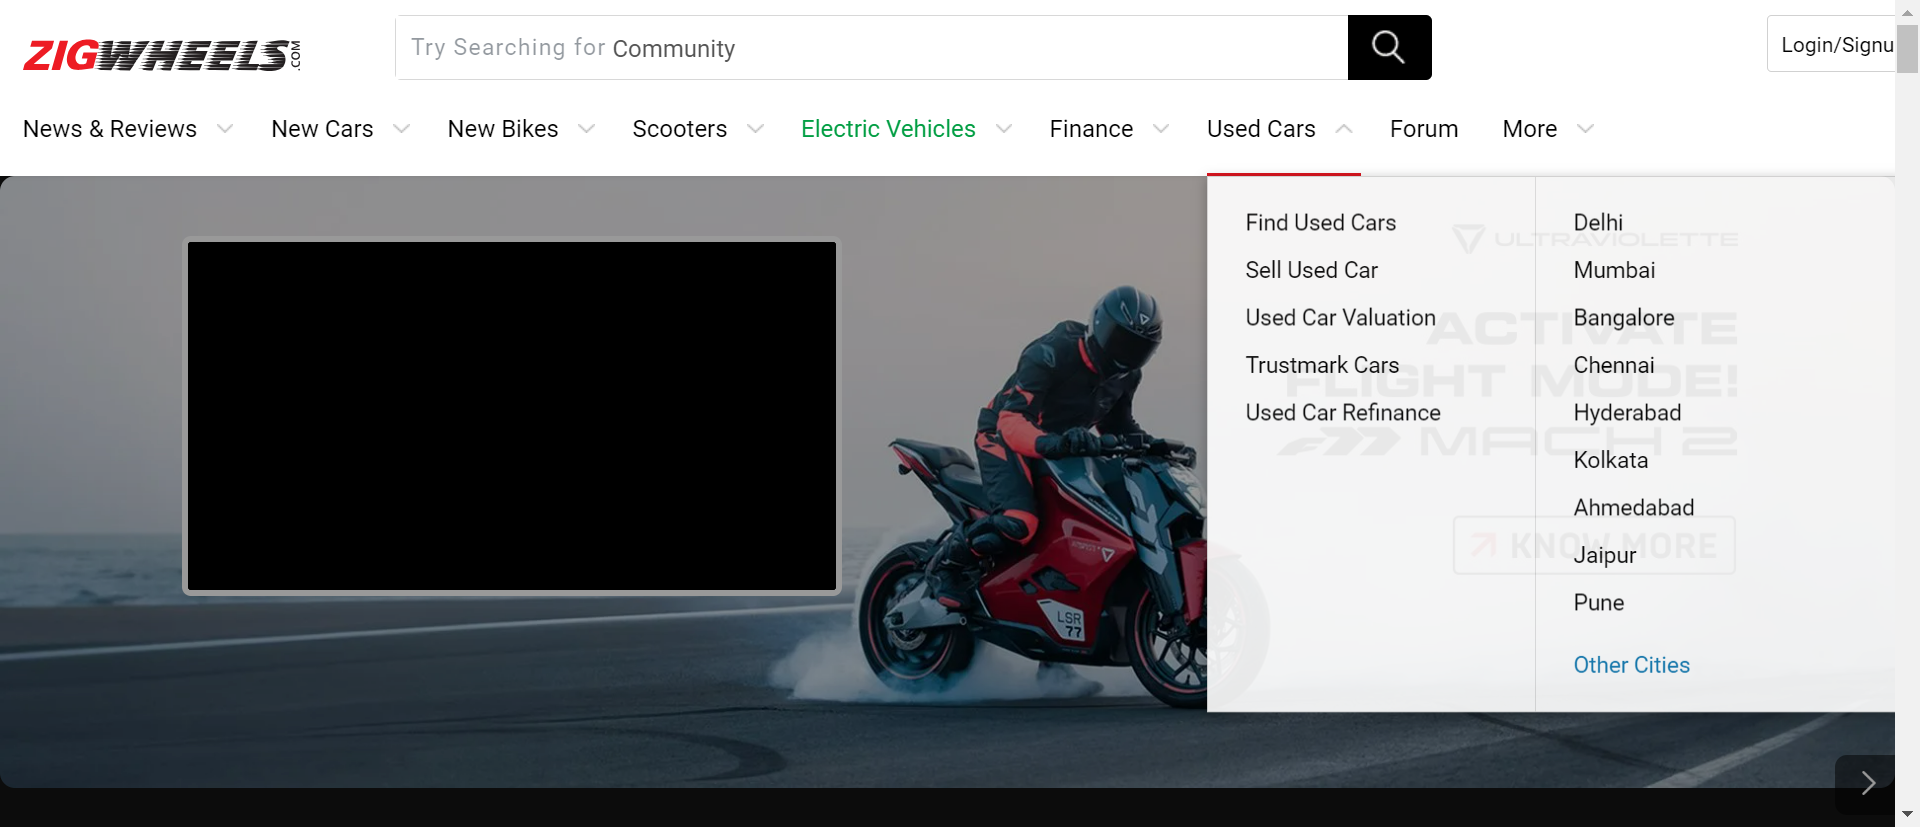 ZIGWHEELS.COM
Try Searching for Community
Login/Signu
News & Reviews
New Cars
New Bikes
Scooters
Electric Vehicles
Finance
Used Cars
Forum
More
Find Used Cars
Sell Used Car
Used Car Valuation
Trustmark Cars
Used Car Refinance
Delhi
Mumbai
Bangalore
Chennai
Hyderabad
Kolkata
Ahmedabad
Jaipur
Pune
Other Cities
ULTRAVIOLETTE
ACTIVATE
FLIGHT MODE!
F77 MACH 2
KNOW MORE
LSR
77